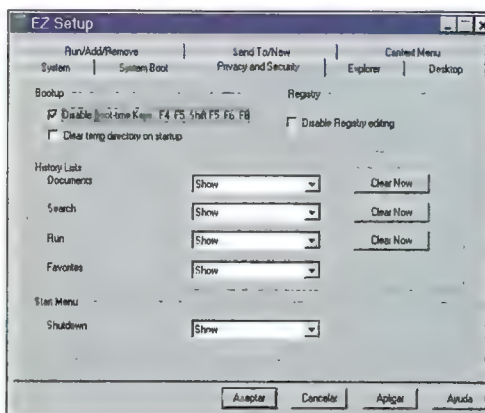 EZ Setup
Run/Add/Remove Send To/New Context Menu
System System Boot Privacy and Security Explorer Desktop
Bootup Registry
Disable Boot-time Keys F4 F5 Shift F5 F6 F8 Disable Registry editing
Clear temp directory on startup
History Lists
Documents Show Clear Now
Search Show Clear Now
Run Show Clear Now
Favorites Show
Start Menu
Shutdown Show
Aceptar Cancelar Aplicar Ayuda